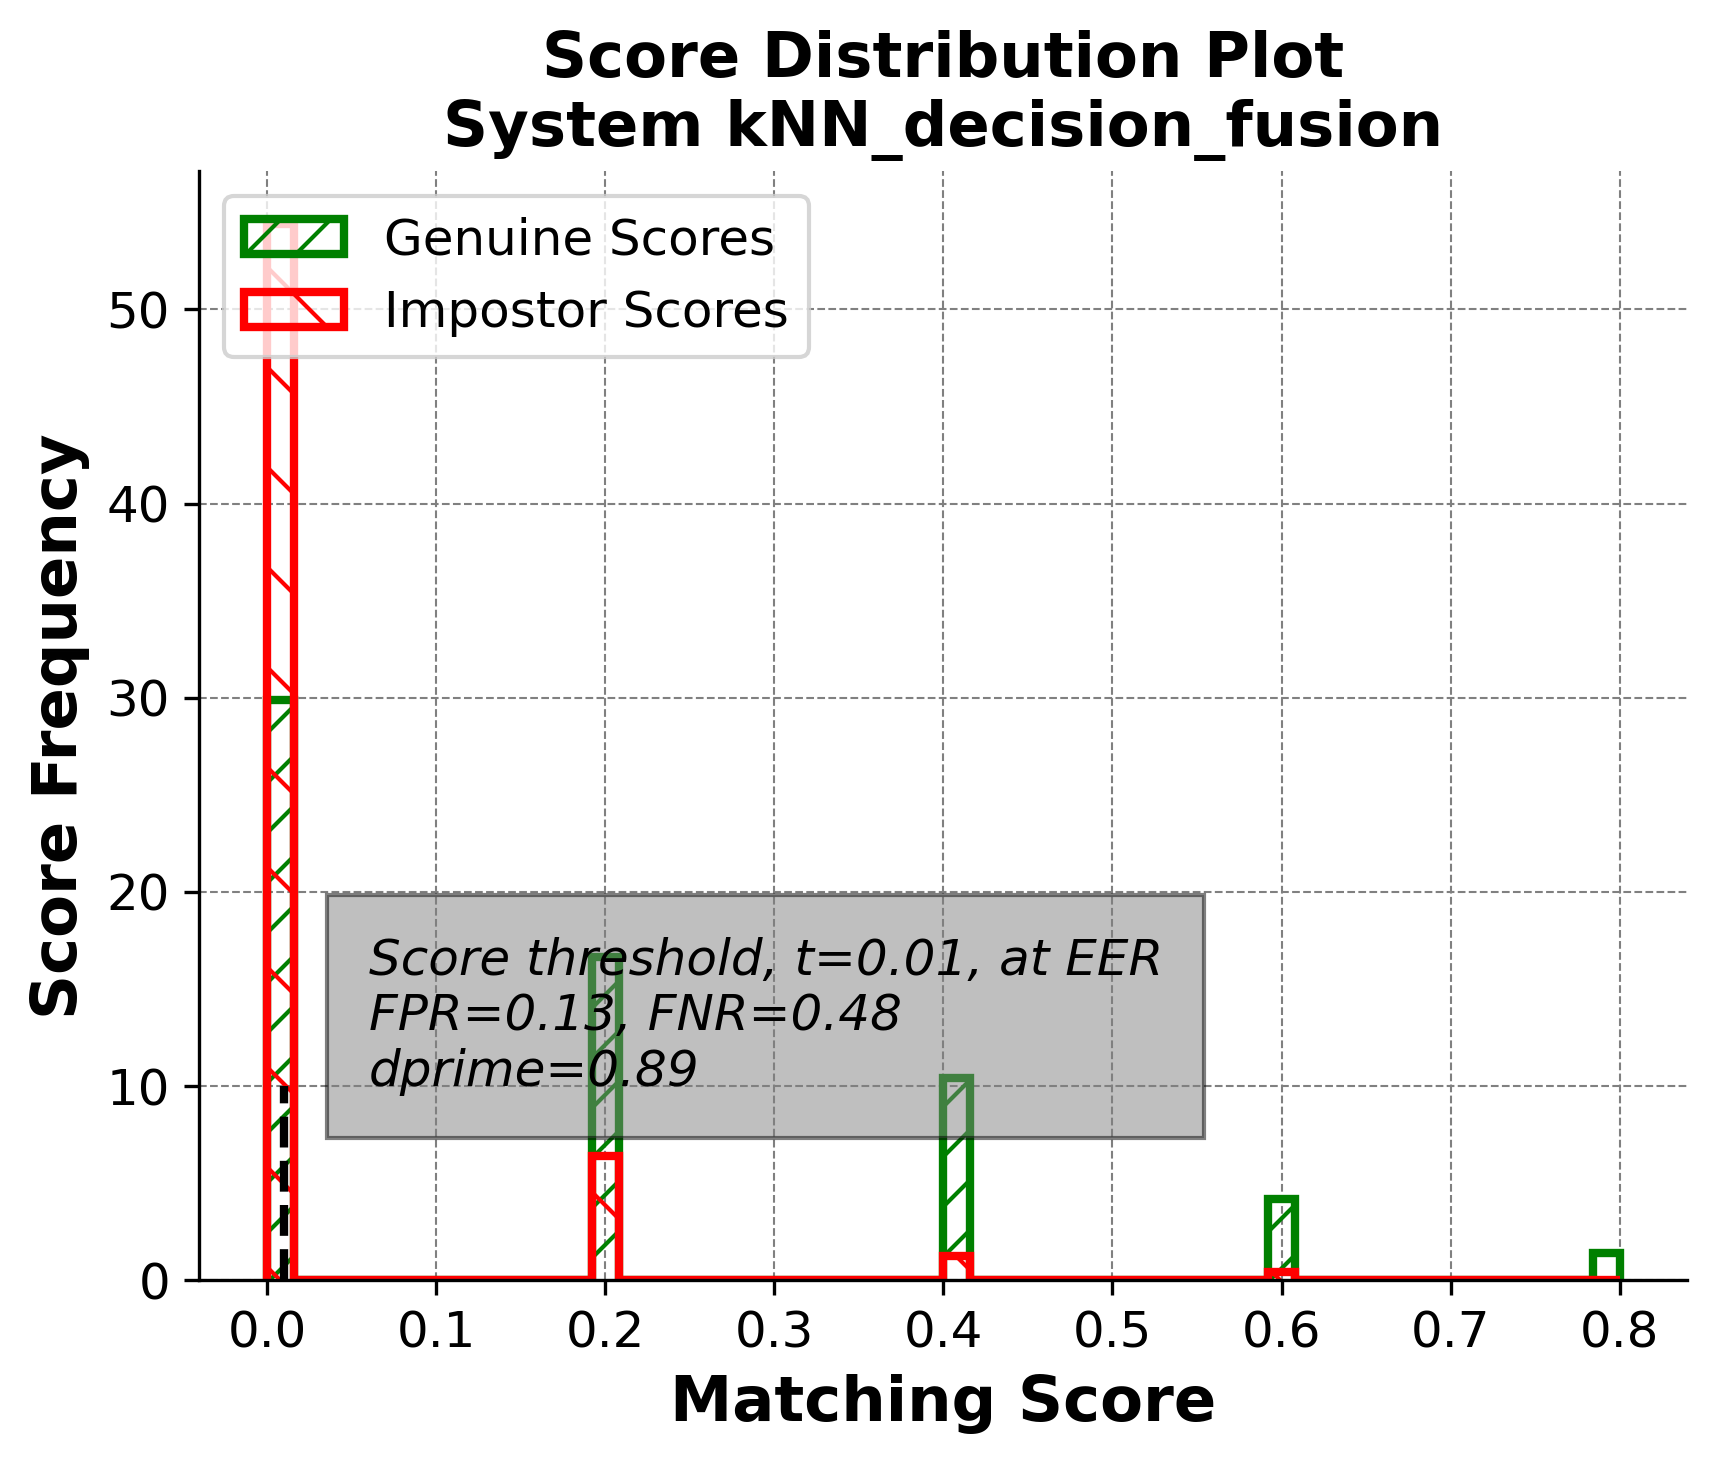 Score Distribution Plot
System kNN_decision_fusion
Genuine Scores
Impostor Scores
Score Frequency
50
40
30
20
10
0
Score threshold, t=0.01, at EER
FPR=0.13, FNR=0.48
dprime=0.89
0.0 0.1 0.2 0.3 0.4 0.5 0.6 0.7 0.8
Matching Score